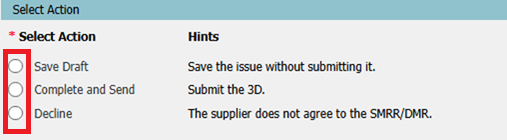 Select Action
* Select Action Hints
Save Draft Save the issue without submitting it.
Complete and Send Submit the 3D.
Decline The supplier does not agree to the SMRR/DMR.